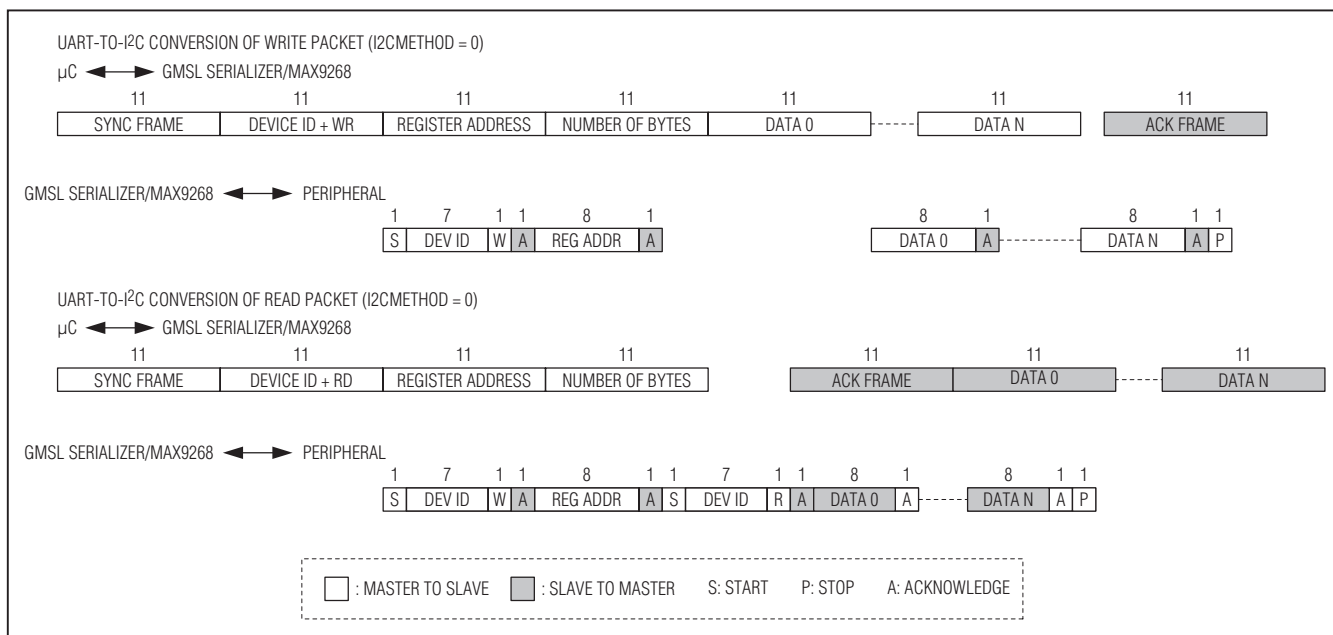 UART-TO-I2C CONVERSION OF WRITE PACKET (I2CMETHOD = 0)
µC GMSL SERIALIZER/MAX9268
11 11 11 11 11 11 11
SYNC FRAME DEVICE ID + WR REGISTER ADDRESS NUMBER OF BYTES DATA 0 DATA N ACK FRAME
GMSL SERIALIZER/MAX9268 PERIPHERAL
1 7 1 1 8 1 8 1 8 1 1
S DEV ID W A REG ADDR A DATA 0 A DATA N A P
UART-TO-I2C CONVERSION OF READ PACKET (I2CMETHOD = 0)
µC GMSL SERIALIZER/MAX9268
11 11 11 11 11 11 11
SYNC FRAME DEVICE ID + RD REGISTER ADDRESS NUMBER OF BYTES ACK FRAME DATA 0 DATA N
GMSL SERIALIZER/MAX9268 PERIPHERAL
1 7 1 1 8 1 1 7 1 1 8 1 8 1 1
S DEV ID W A REG ADDR A S DEV ID R A DATA 0 A DATA N A P
: MASTER TO SLAVE : SLAVE TO MASTER S: START P: STOP A: ACKNOWLEDGE